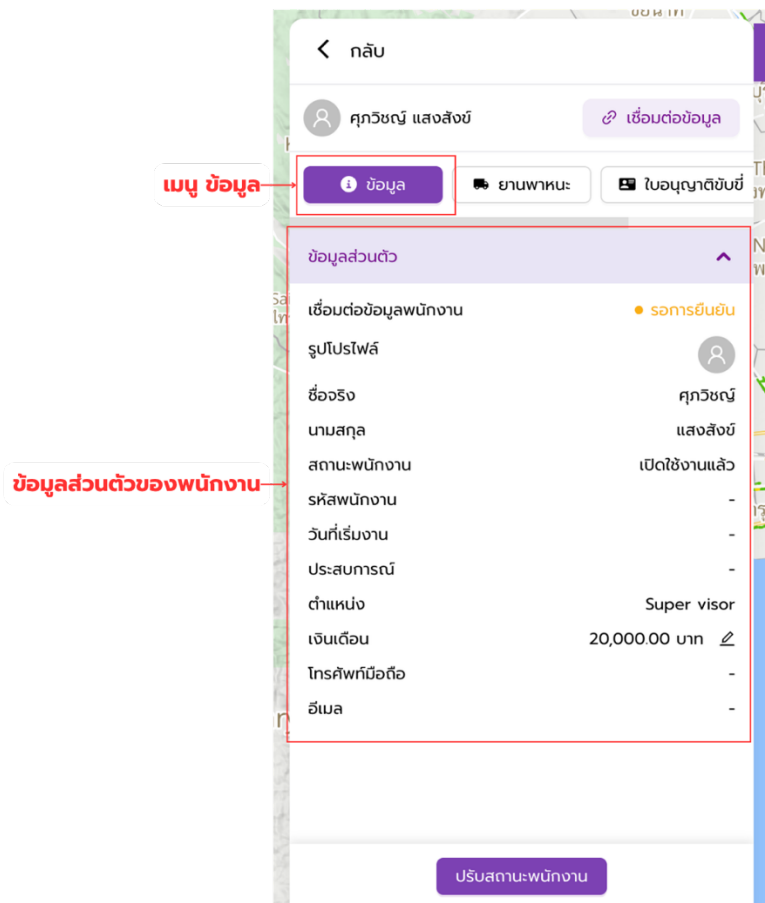 กลับ
ศุภวิชญ์ แสงสังข์
เชื่อมต่อข้อมูล
เมนู ข้อมูล
ข้อมูล
ยานพาหนะ
ใบอนุญาติขับขี่
ข้อมูลส่วนตัว
เชื่อมต่อข้อมูลพนักงาน รอการยืนยัน
รูปโปรไฟล์
ชื่อจริง ศุภวิชญ์
นามสกุล แสงสังข์
สถานะพนักงาน เปิดใช้งานแล้ว
ข้อมูลส่วนตัวของพนักงาน
รหัสพนักงาน -
วันที่เริ่มงาน -
ประสบการณ์ -
ตำแหน่ง Super visor
เงินเดือน 20,000.00 บาท
โทรศัพท์มือถือ -
อีเมล -
ปรับสถานะพนักงาน